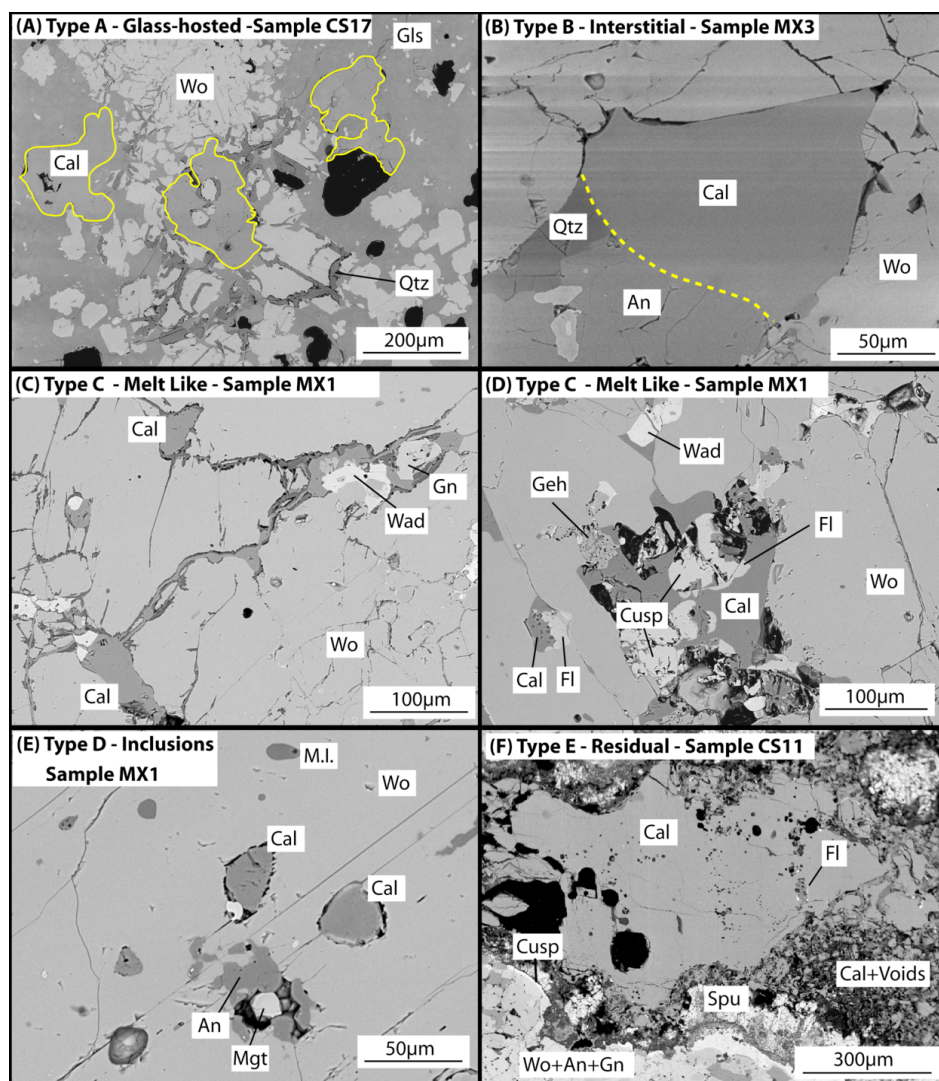 (A) Type A - Glass-hosted -Sample CS17
Gls
Wo
Cal
Qtz
200µm
(B) Type B - Interstitial - Sample MX3
Cal
Qtz
Wo
An
50µm
(C) Type C - Melt Like - Sample MX1
Cal
Gn
Wad
Wo
Cal
100µm
(D) Type C - Melt Like - Sample MX1
Wad
Geh
Fl
Wo
Cusp
Cal
Cal
Fl
100µm
(E) Type D - Inclusions
Sample MX1
M.I.
Wo
Cal
Cal
An
Mgt
50µm
(F) Type E - Residual - Sample CS11
Cal
Fl
Cusp
Cal+Voids
Spu
Wo+An+Gn
300µm